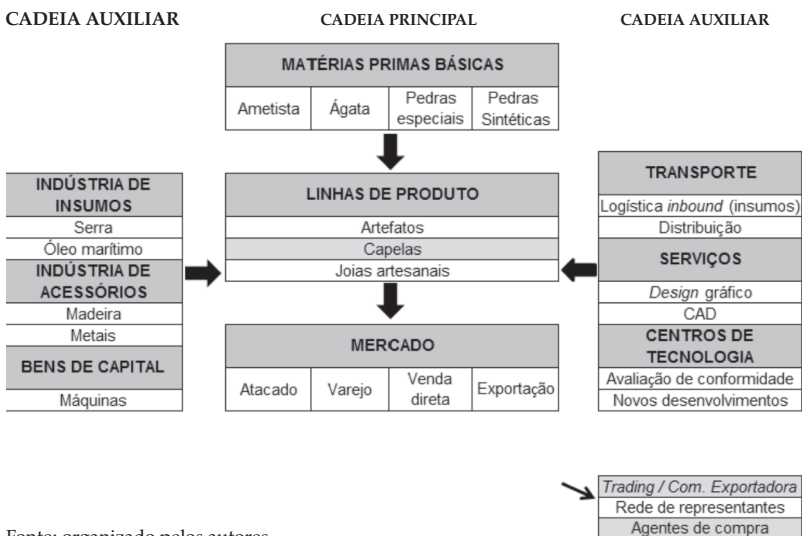 CADEIA AUXILIAR
CADEIA PRINCIPAL
CADEIA AUXILIAR
MATÉRIAS PRIMAS BÁSICAS
Ametista
Ágata
Pedras
especiais
Pedras
Sintéticas
INDÚSTRIA DE
INSUMOS
Serra
Óleo marítimo
INDÚSTRIA DE
ACESSÓRIOS
Madeira
Metais
BENS DE CAPITAL
Máquinas
LINHAS DE PRODUTO
Artefatos
Capelas
Joias artesanais
MERCADO
Atacado
Varejo
Venda
direta
Exportação
TRANSPORTE
Logística inbound (insumos)
Distribuição
SERVIÇOS
Design gráfico
CAD
CENTROS DE
TECNOLOGIA
Avaliação de conformidade
Novos desenvolvimentos
Trading / Com. Exportadora
Rede de representantes
Agentes de compra
Fonte: organizado pelos autores